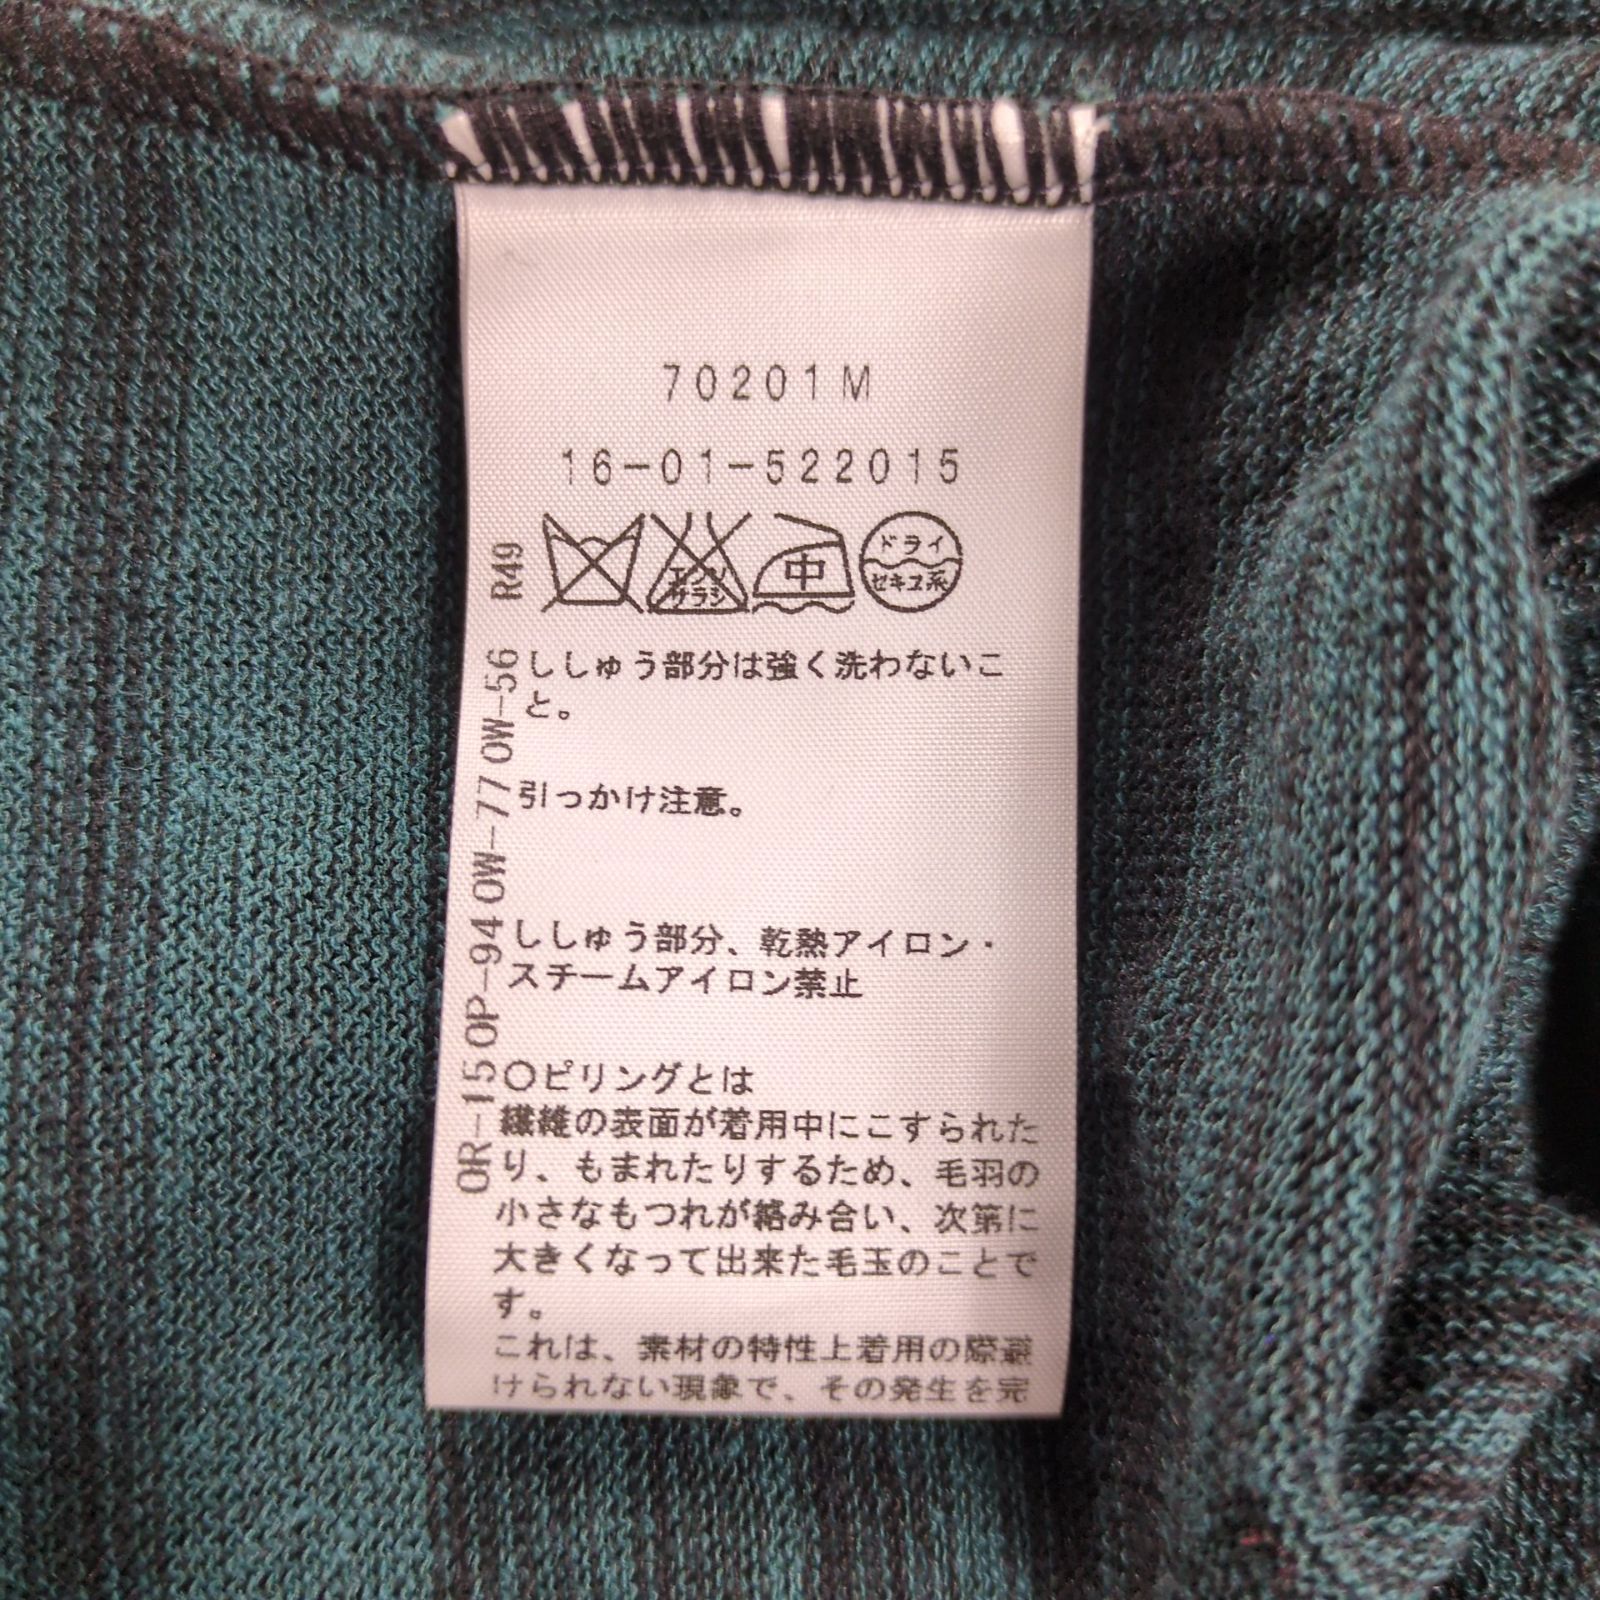 70201M
16-01-522015
エンソ
サラシ
中
ドライ
セキユ系
ししゅう部分は強く洗わないこ
と。
引っかけ注意。
ししゅう部分、乾熱アイロン・
スチームアイロン禁止
〇ピリングとは
繊維の表面が着用中にこすられた
り、もまれたりするため、毛羽の
小さなもつれが絡み合い、次第に
大きくなって出来た毛玉のことで
す。
これは、素材の特性上着用の際避
けられない現象で、その発生を完
OR-15 OP-94 OW-77 OW-56 R49